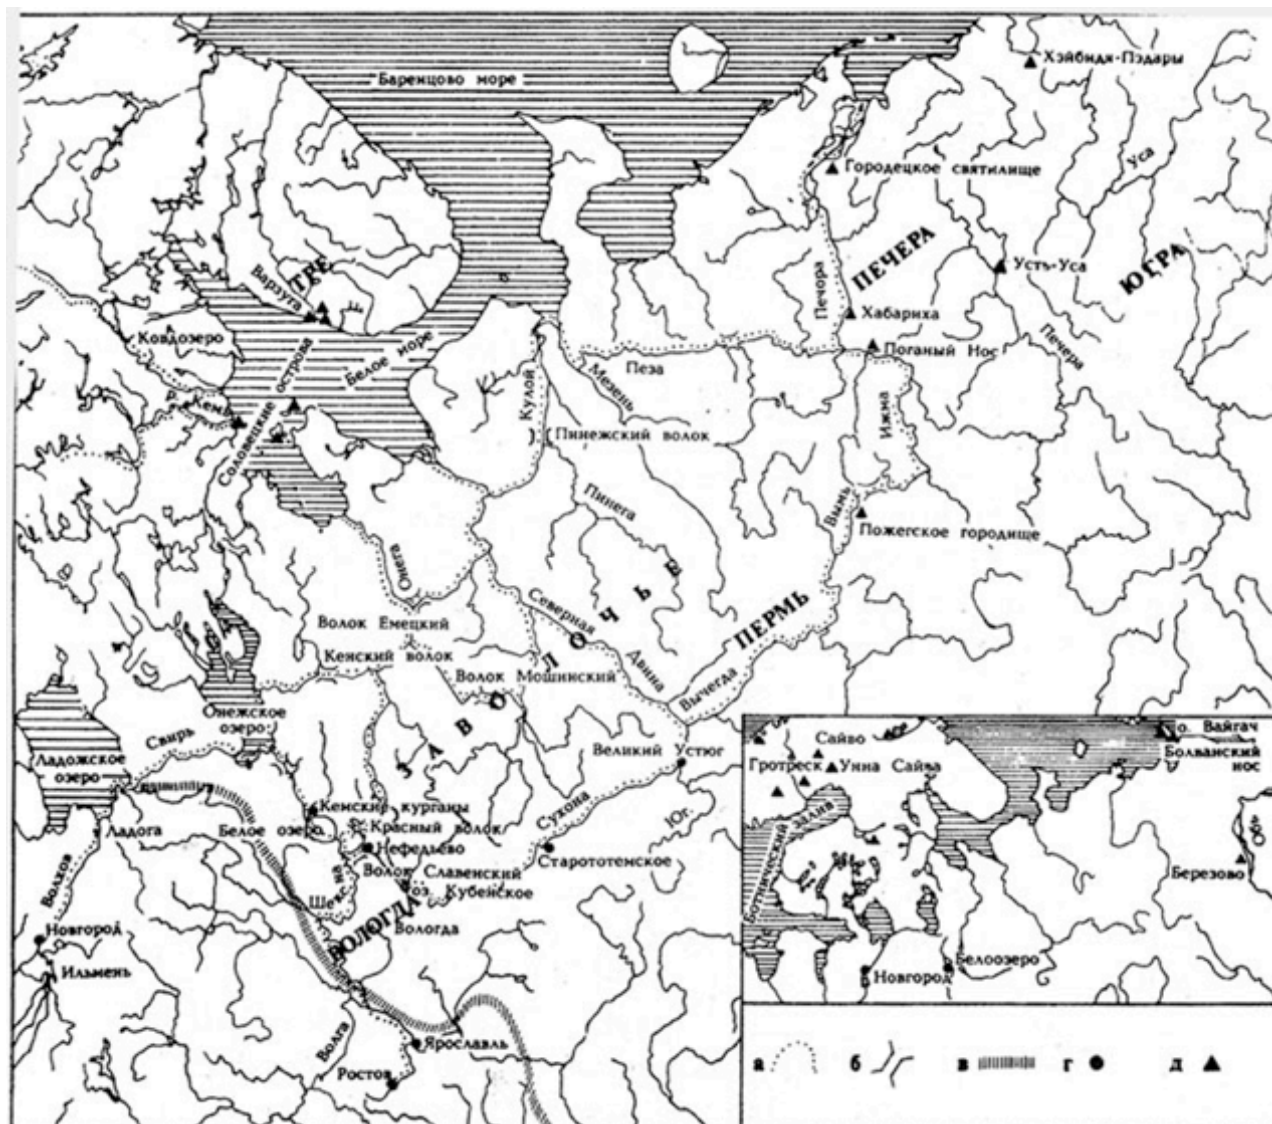 Баренцово море
Хэйбидя-Пэдары
Городецкое святилище
Уса
ПЕЧЕРА
ЮГРА
Усть-Уса
ТРЕ
Варзуга
Печора
Хабариха
Поганый Нос
Печера
Ковдозеро
Белое море
острова
Соловецкие
р. Кемь
Кулой
Мезень
Пеза
Ижма
Пинежский волок
Пинега
Вымь
Пожегское городище
Онега
Волок Емецкий
Северная
Двина
Кенский волок
Волок Мошинский
ЗАВОЛОЧЬЕ
ПЕРМЬ
Вычегда
Онежское
озеро
Свирь
Ладожское
озеро
Великий Устюг
Кемские курганы
Белое озеро
Красный волок
Нефедьево
Сухона
Юг
Ладога
Волхов
Волок Славенский
оз. Кубенское
Старототемское
Шексна
ВОЛОГДА
Вологда
Новгород
Ильмень
Волга
Ярославль
Ростов
Сайво
Гротреск
Унна Сайва
о. Вайгач
Болванский
нос
Ботнический залив
Обь
Березово
Новгород
Белоозеро
а
б
в
г
д